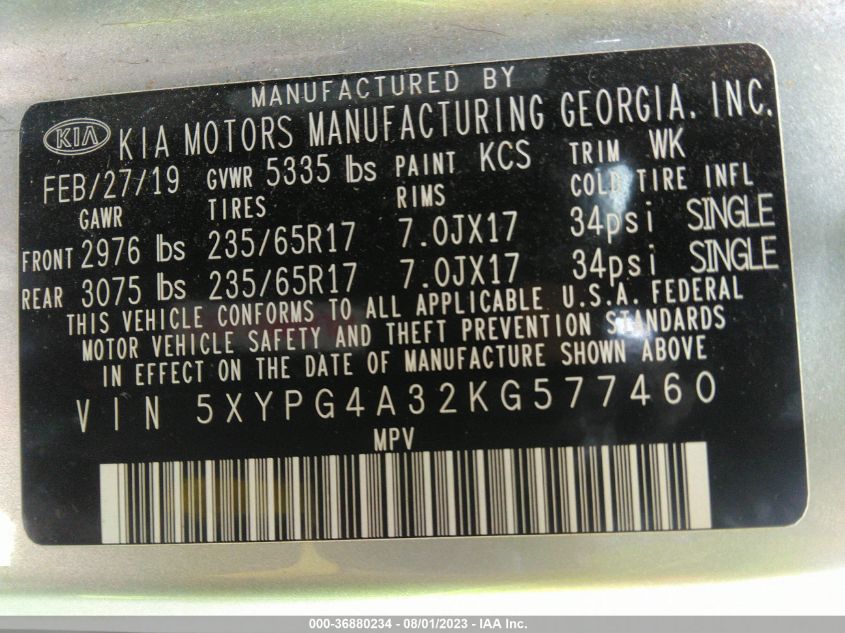 MANUFACTURED BY
KIA KIA MOTORS MANUFACTURING GEORGIA, INC.
FEB/27/19 GVWR 5335 lbs PAINT KCS TRIM WK
GAWR TIRES RIMS COLD TIRE INFL
FRONT 2976 lbs 235/65R17 7.0JX17 34psi SINGLE
REAR 3075 lbs 235/65R17 7.0JX17 34psi SINGLE
THIS VEHICLE CONFORMS TO ALL APPLICABLE U.S.A. FEDERAL
MOTOR VEHICLE SAFETY AND THEFT PREVENTION STANDARDS
IN EFFECT ON THE DATE OF MANUFACTURE SHOWN ABOVE
VIN 5XYPG4A32KG577460
MPV
000-36880234 - 08/01/2023 - IAA Inc.